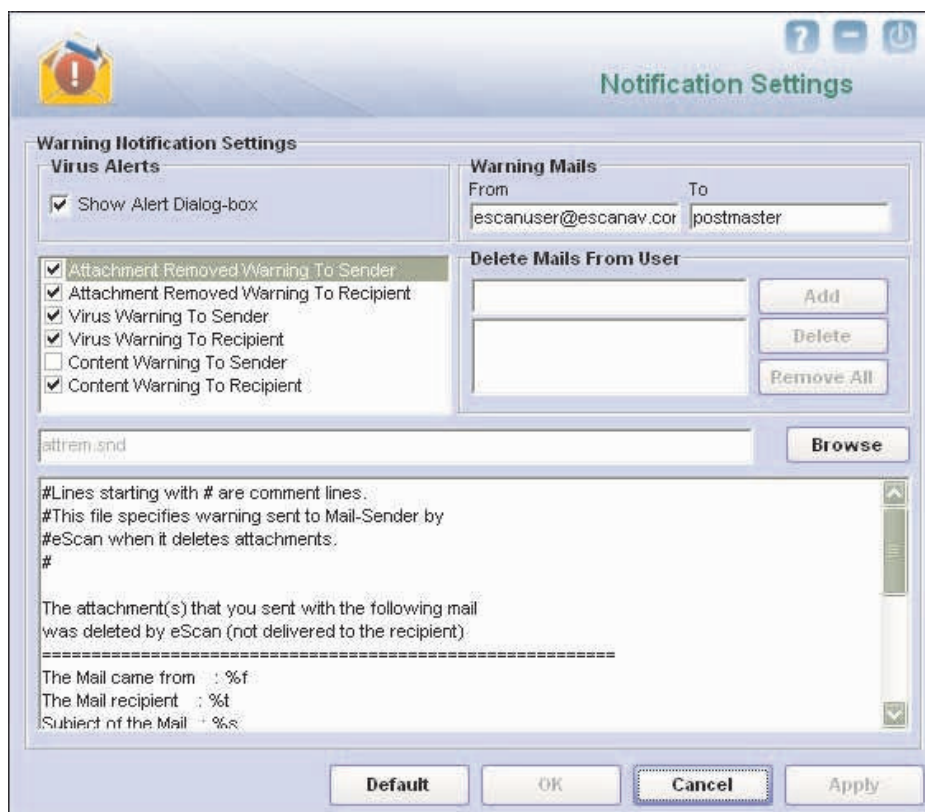 ?
Notification Settings
Warning Notification Settings
Virus Alerts
Show Alert Dialog-box
Warning Mails
From To
escanuser@escanav.cor postmaster
Attachment Removed Warning To Sender
Attachment Removed Warning To Recipient
Virus Warning To Sender
Virus Warning To Recipient
Content Warning To Sender
Content Warning To Recipient
Delete Mails From User
Add
Delete
Remove All
attrem.snd
Browse
#Lines starting with # are comment lines.
#This file specifies warning sent to Mail-Sender by
#eScan when it deletes attachments.
#
The attachment(s) that you sent with the following mail
was deleted by eScan (not delivered to the recipient)
=========================================================
The Mail came from : %f
The Mail recipient : %t
Subject of the Mail : %s
Default OK Cancel Apply